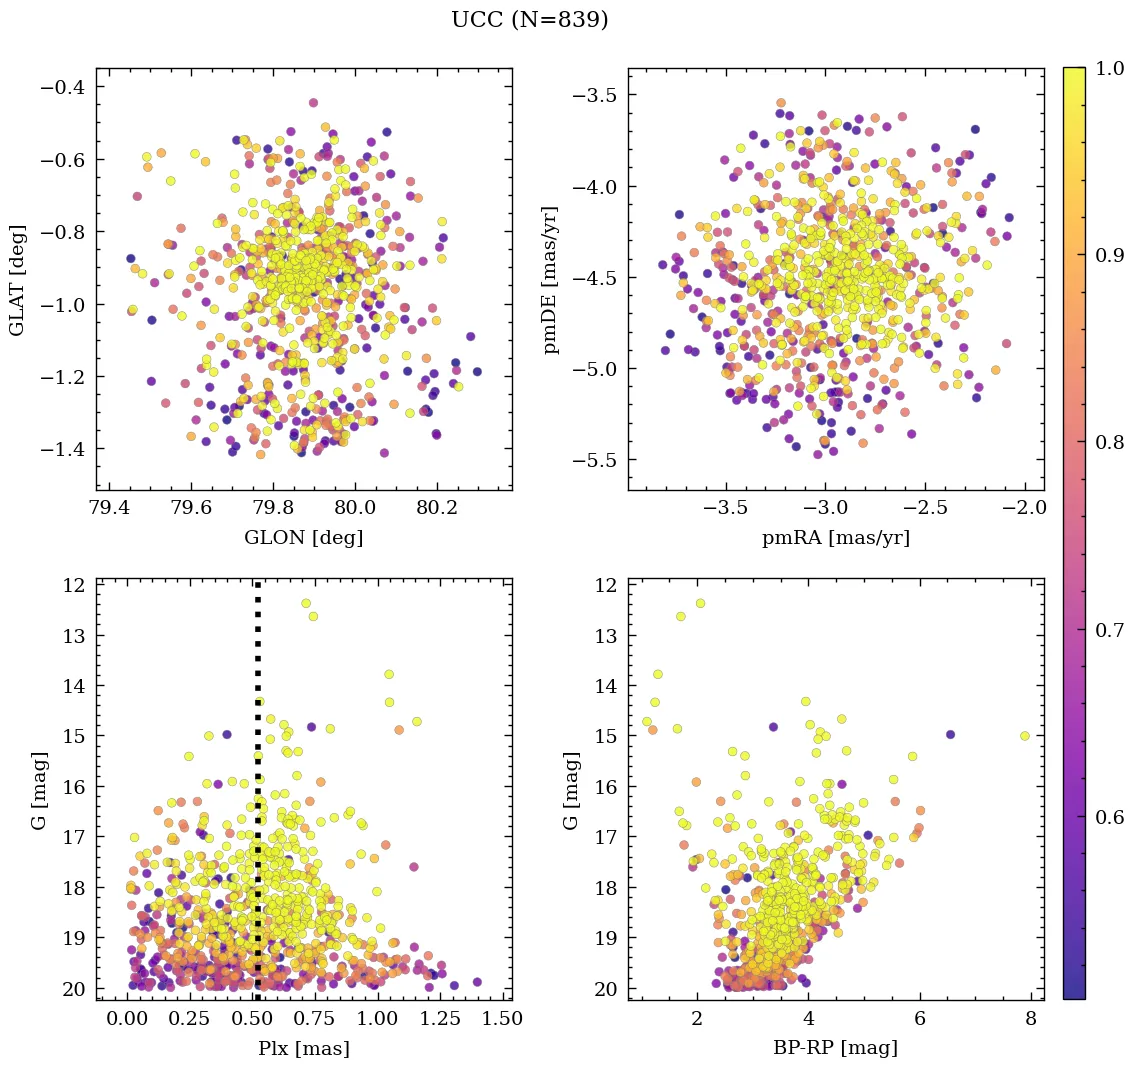 UCC (N=839)
−0.4
−0.6
−0.8
−1.0
−1.2
−1.4
GLAT [deg]
79.4 79.6 79.8 80.0 80.2
GLON [deg]
−3.5
−4.0
−4.5
−5.0
−5.5
pmDE [mas/yr]
−3.5 −3.0 −2.5 −2.0
pmRA [mas/yr]
1.0
0.9
0.8
0.7
0.6
12
13
14
15
16
17
18
19
20
G [mag]
0.00 0.25 0.50 0.75 1.00 1.25 1.50
Plx [mas]
12
13
14
15
16
17
18
19
20
G [mag]
2 4 6 8
BP-RP [mag]